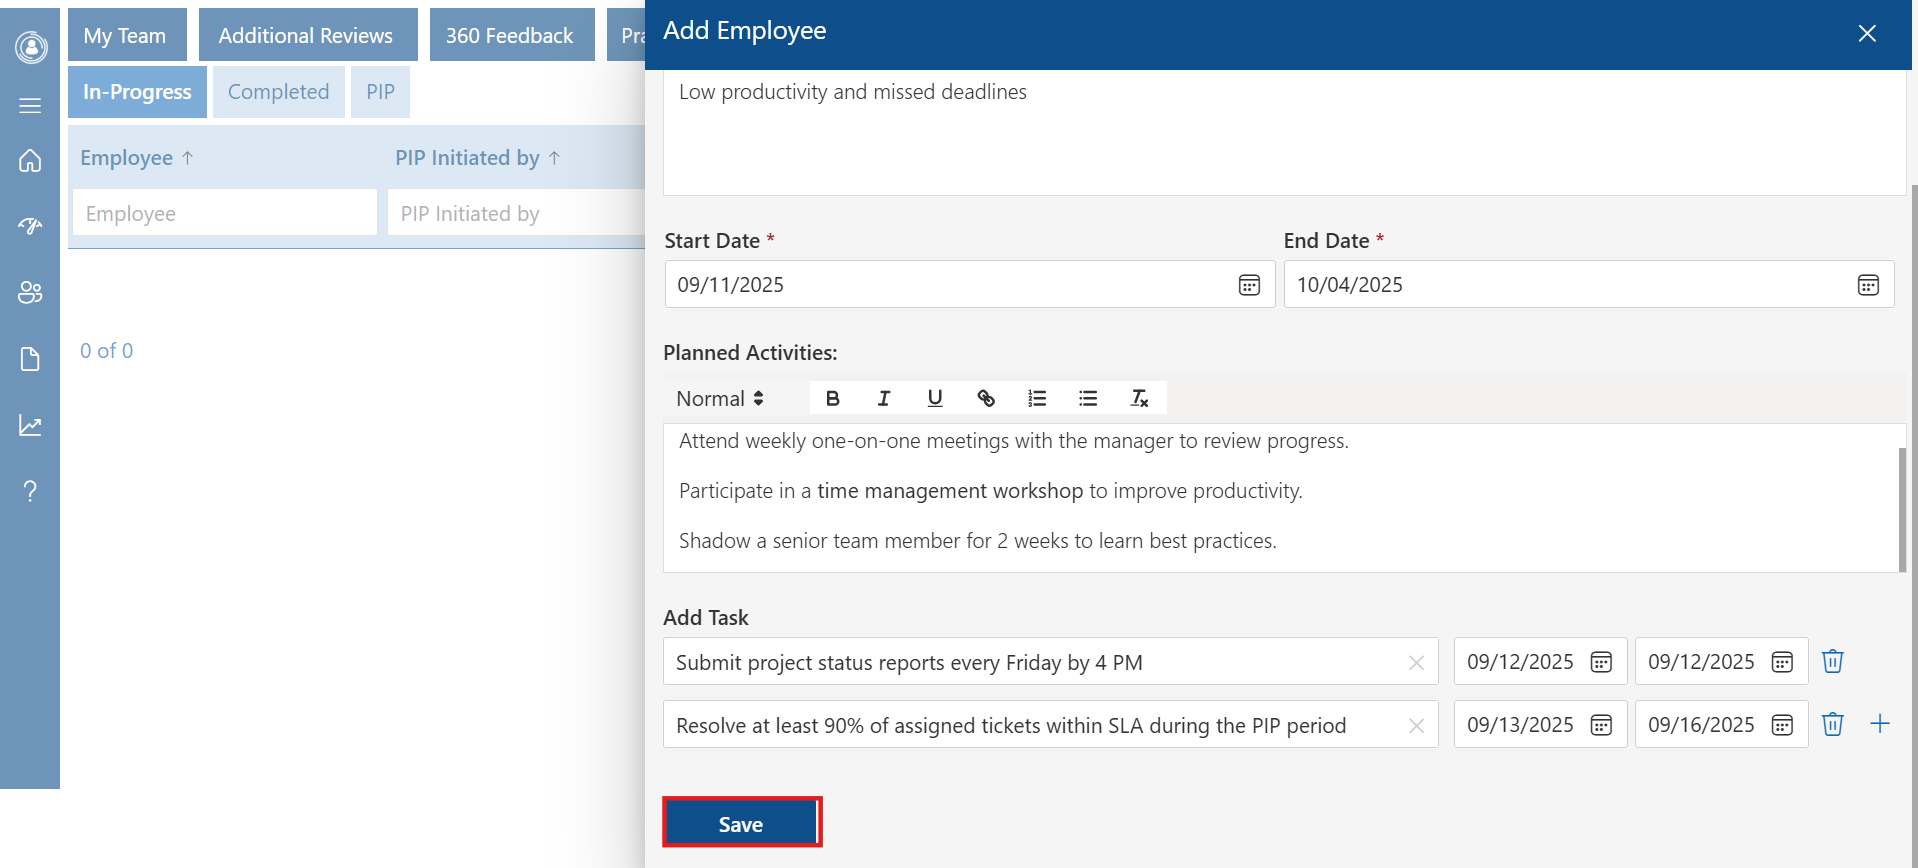 My Team
Additional Reviews
360 Feedback
Add Employee
In-Progress
Completed
PIP
Employee
PIP Initiated by
Employee
PIP Initiated by
0 of 0
Low productivity and missed deadlines
Start Date *
End Date *
09/11/2025
10/04/2025
Planned Activities:
Normal
Attend weekly one-on-one meetings with the manager to review progress.
Participate in a time management workshop to improve productivity.
Shadow a senior team member for 2 weeks to learn best practices.
Add Task
Submit project status reports every Friday by 4 PM
09/12/2025
09/12/2025
Resolve at least 90% of assigned tickets within SLA during the PIP period
09/13/2025
09/16/2025
Save